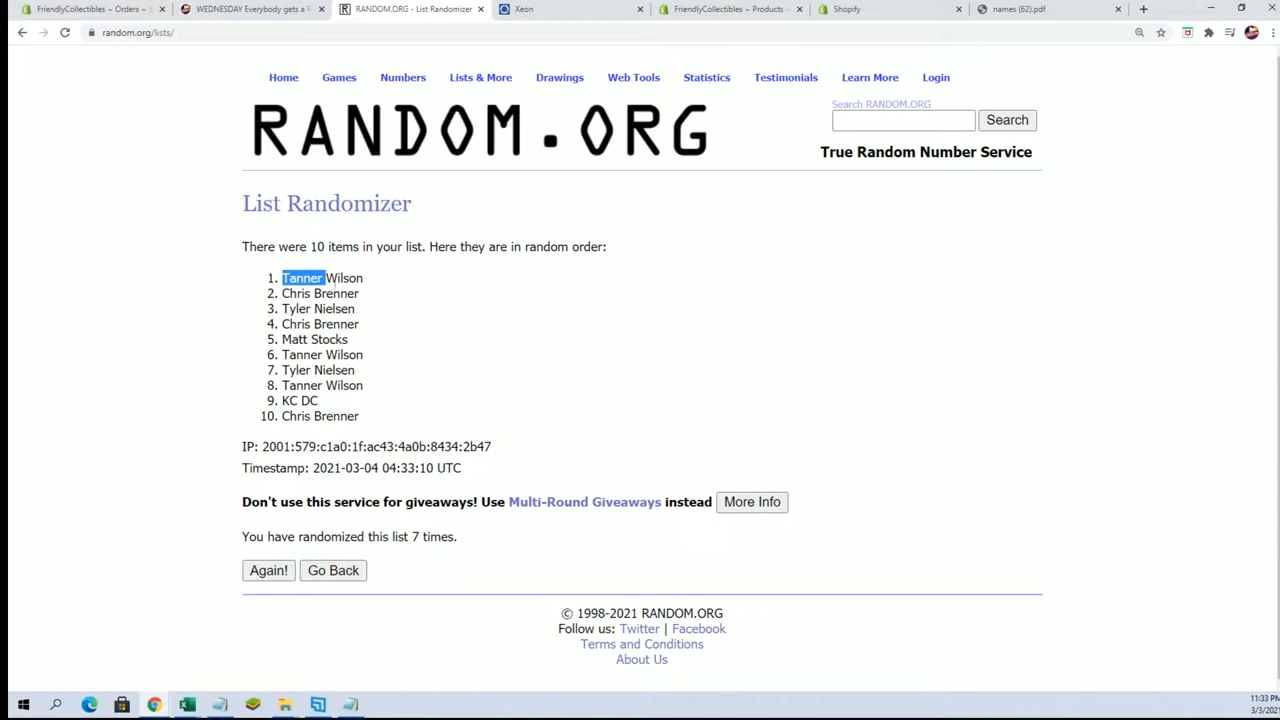 FriendlyCollectibles ~ Orders ~ S
WEDNESDAY Everybody gets a R
RANDOM.ORG - List Randomizer
Xeon
FriendlyCollectibles ~ Products ~
Shopify
names (62).pdf
random.org/lists/
Home Games Numbers Lists & More Drawings Web Tools Statistics Testimonials Learn More Login
RANDOM.ORG
Search RANDOM.ORG
Search
True Random Number Service
List Randomizer
There were 10 items in your list. Here they are in random order:
1. Tanner Wilson
2. Chris Brenner
3. Tyler Nielsen
4. Chris Brenner
5. Matt Stocks
6. Tanner Wilson
7. Tyler Nielsen
8. Tanner Wilson
9. KC DC
10. Chris Brenner
IP: 2001:579:c1a0:1f:ac43:4a0b:8434:2b47
Timestamp: 2021-03-04 04:33:10 UTC
Don't use this service for giveaways! Use Multi-Round Giveaways instead More Info
You have randomized this list 7 times.
Again! Go Back
© 1998-2021 RANDOM.ORG
Follow us: Twitter | Facebook
Terms and Conditions
About Us
11:33 PM
3/3/2021